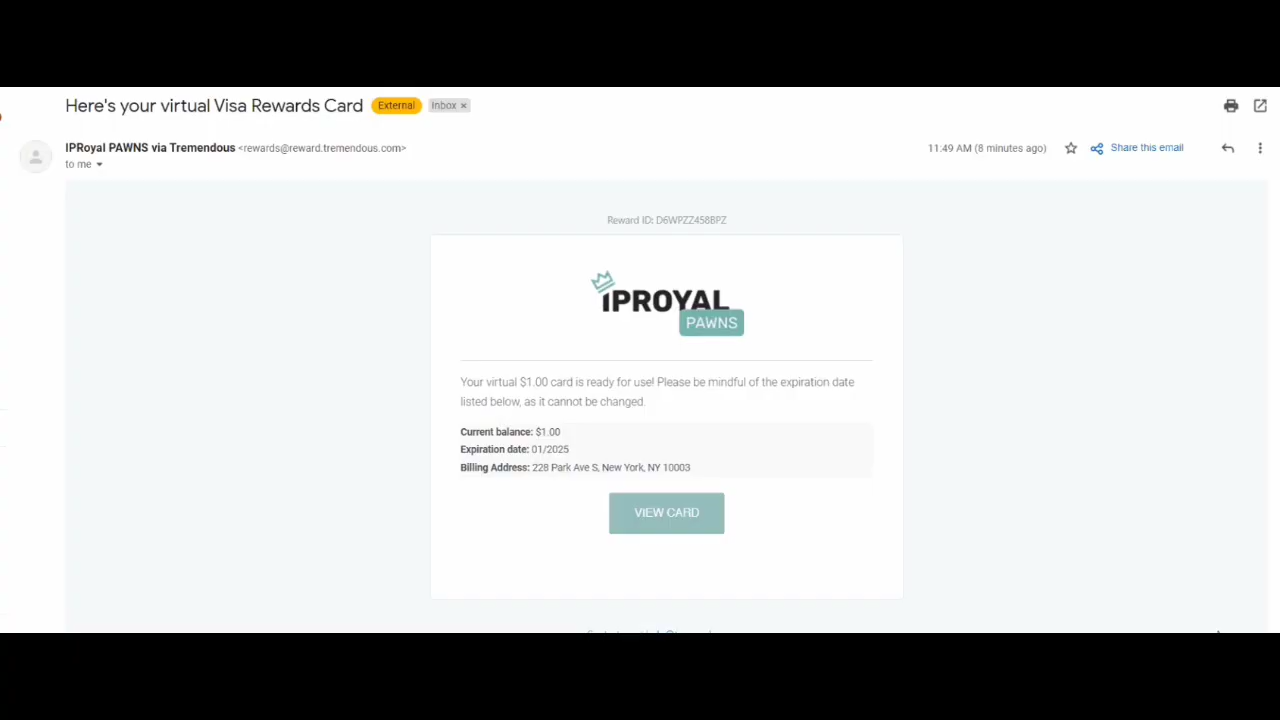 Here's your virtual Visa Rewards Card External Inbox ×
IPRoyal PAWNS via Tremendous <rewards@reward.tremendous.com> 11:49 AM (8 minutes ago) Share this email
to me
Reward ID: D6WPZZ458BPZ
IPROYAL
PAWNS
Your virtual $1.00 card is ready for use! Please be mindful of the expiration date
listed below, as it cannot be changed.
Current balance: $1.00
Expiration date: 01/2025
Billing Address: 228 Park Ave S, New York, NY 10003
VIEW CARD